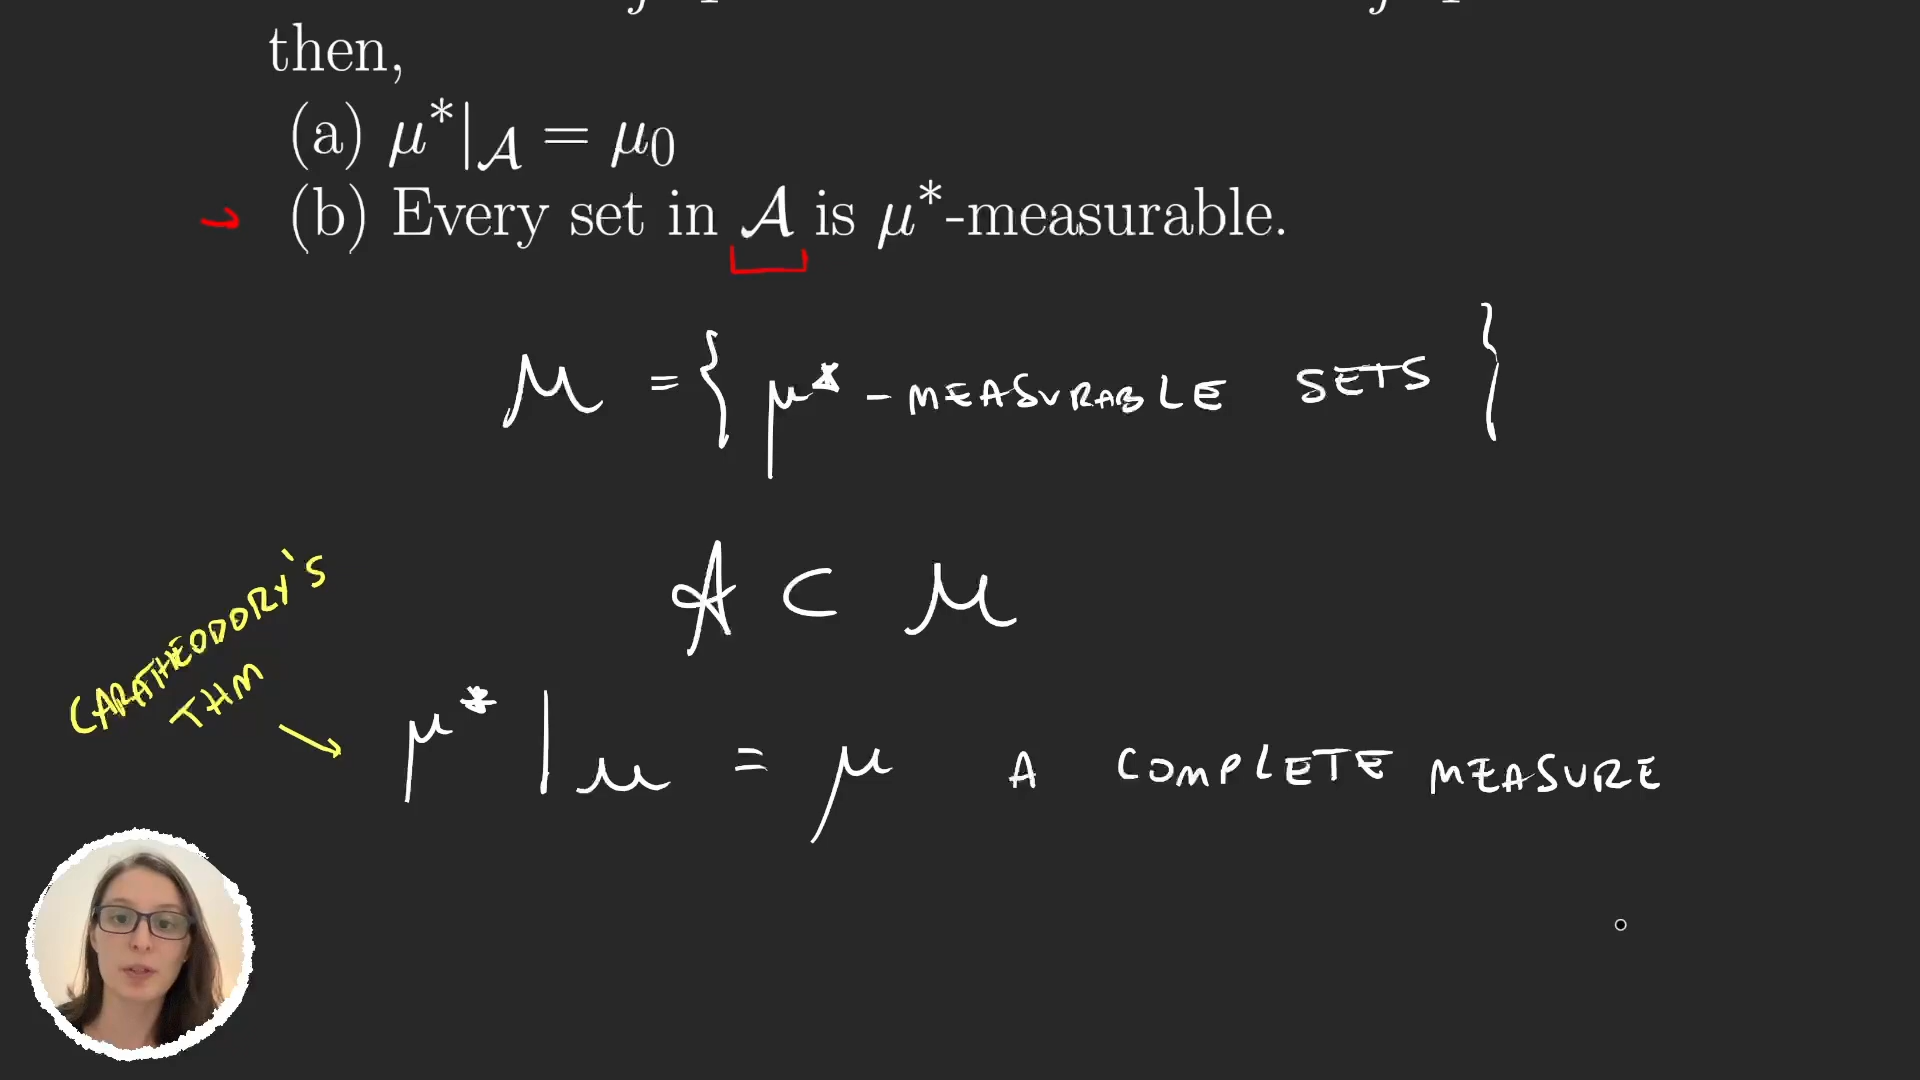 then,
(a) μ*|𝒜 = μ₀
(b) Every set in 𝒜 is μ*-measurable.
ℳ = { μ* - MEASURABLE SETS }
𝒜 ⊂ ℳ
CARATHEODORY'S
THM
μ*|ℳ = μ A COMPLETE MEASURE